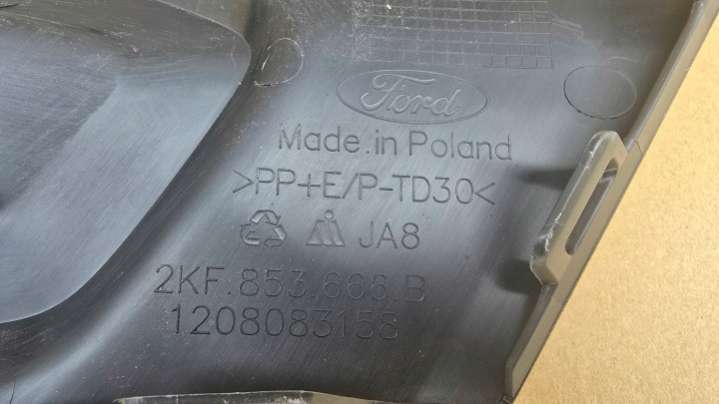 Ford
Made.in Poland
>PP+E/P-TD30<
JA8
2KF.853.666.B
1208083158